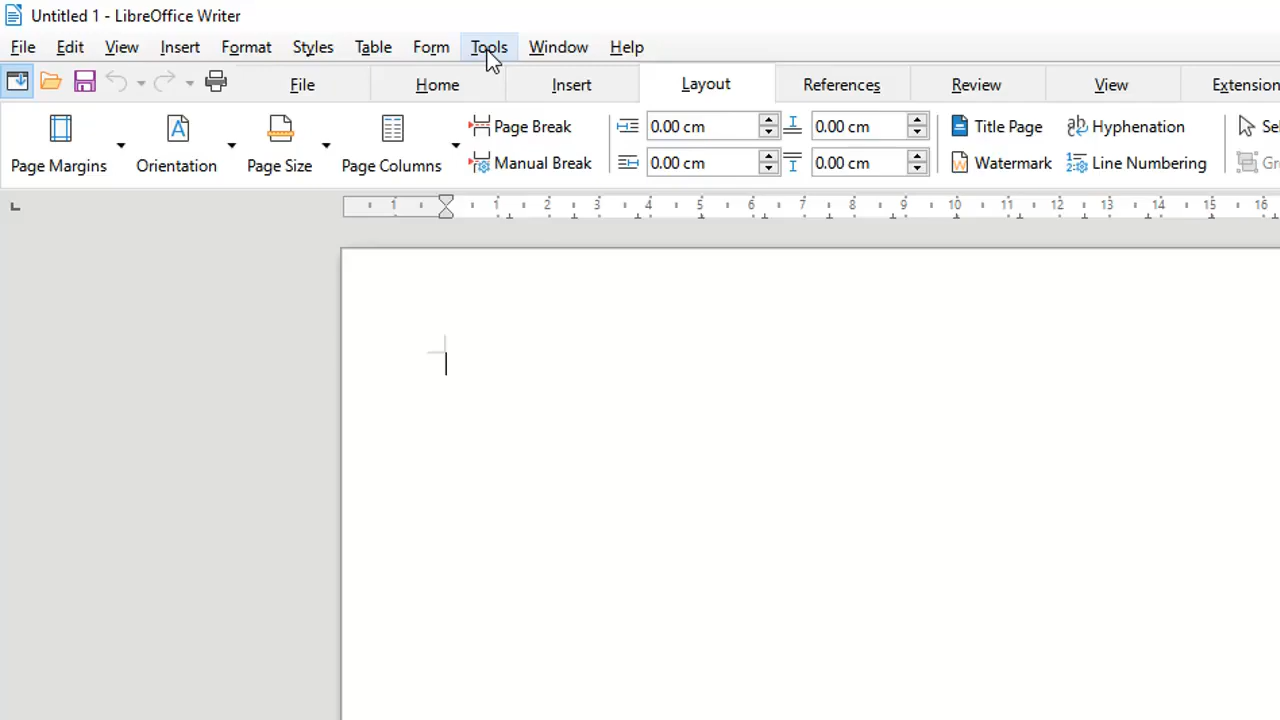 Untitled 1 - LibreOffice Writer
File Edit View Insert Format Styles Table Form Tools Window Help
File Home Insert Layout References Review View Extension
Page Break 0.00 cm 0.00 cm Title Page Hyphenation
Page Margins Orientation Page Size Page Columns Manual Break 0.00 cm 0.00 cm Watermark Line Numbering
1 1 2 3 4 5 6 7 8 9 10 11 12 13 14 15 16